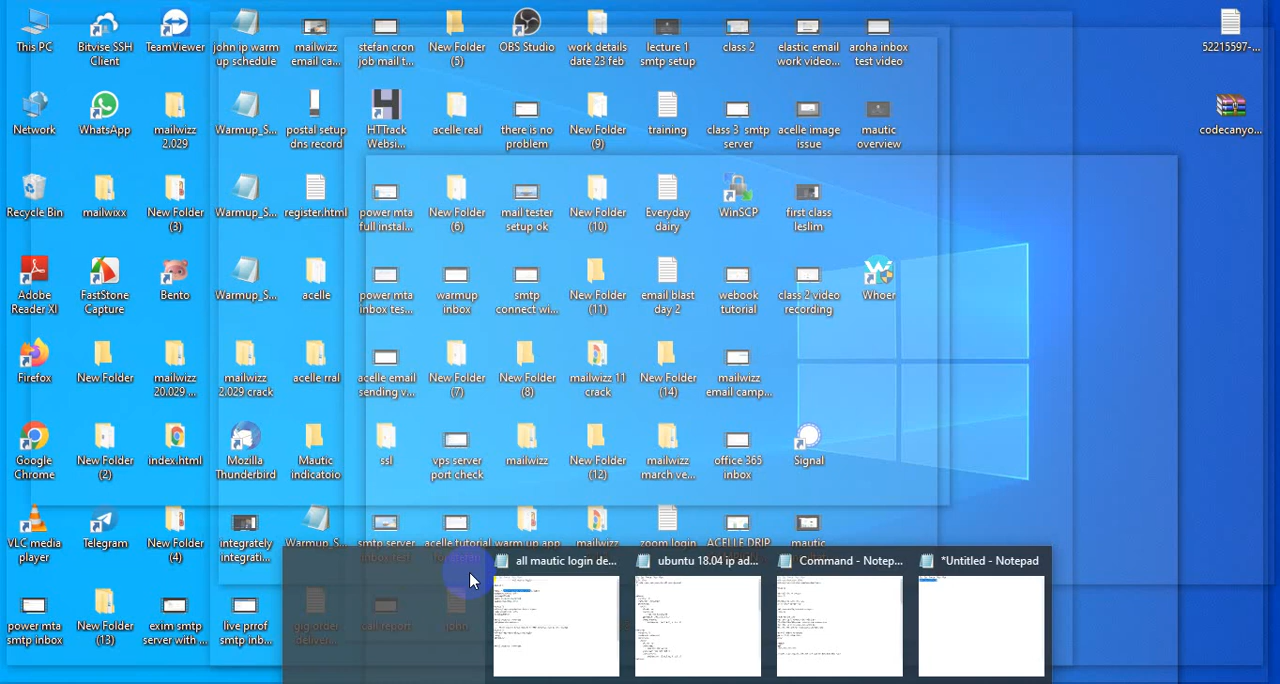 This PC
Bitvise SSH
Client
TeamViewer
john ip warm
up schedule
mailwizz
email ca...
stefan cron
job mail t...
New Folder
(5)
OBS Studio
work details
date 23 feb
lecture 1
smtp setup
class 2
elastic email
work video...
aroha inbox
test video
52215597-...
Network
WhatsApp
mailwizz
2.029
Warmup_S...
postal setup
dns record
HTTrack
Websi...
acelle real
there is no
problem
New Folder
(9)
training
class 3 smtp
server
acelle image
issue
mautic
overview
codecanyo...
Recycle Bin
mailwixx
New Folder
(3)
Warmup_S...
register.html
power mta
full instal...
New Folder
(6)
mail tester
setup ok
New Folder
(10)
Everyday
dairy
WinSCP
first class
leslim
Adobe
Reader XI
FastStone
Capture
Bento
Warmup_S...
acelle
power mta
inbox tes...
warmup
inbox
smtp
connect wi...
New Folder
(11)
email blast
day 2
webook
tutorial
class 2 video
recording
Whoer
Firefox
New Folder
mailwizz
20.029 ...
mailwizz
2.029 crack
acelle rral
acelle email
sending v...
New Folder
(7)
New Folder
(8)
mailwizz 11
crack
New Folder
(14)
mailwizz
email camp...
Google
Chrome
New Folder
(2)
index.html
Mozilla
Thunderbird
Mautic
indicatoio
ssl
vps server
port check
mailwizz
New Folder
(12)
mailwizz
march ve...
office 365
inbox
Signal
VLC media
player
Telegram
New Folder
(4)
integrately
integrati...
Warmup_S...
smtp server
acelle tutorial
warm up app
mailwizz
zoom login
ACELLE DRIP
mautic
power mta
smtp inbox
New Folder
(13)
exim smtp
server with ...
live prrof
smtp inb...
gig order
deliver...
call report
john
all mautic login de...
ubuntu 18.04 ip ad...
Command - Notep...
*Untitled - Notepad